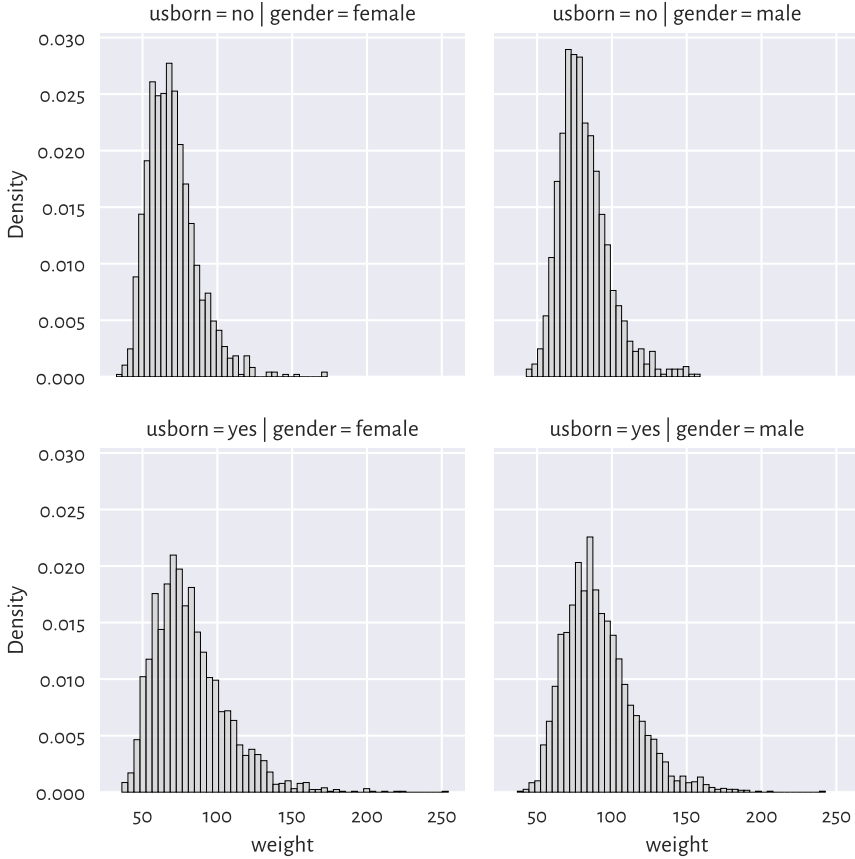 usborn = no | gender = female
usborn = no | gender = male
0.030
0.025
0.020
0.015
0.010
0.005
0.000
Density
usborn = yes | gender = female
usborn = yes | gender = male
0.030
0.025
0.020
0.015
0.010
0.005
0.000
Density
50 100 150 200 250
50 100 150 200 250
weight
weight